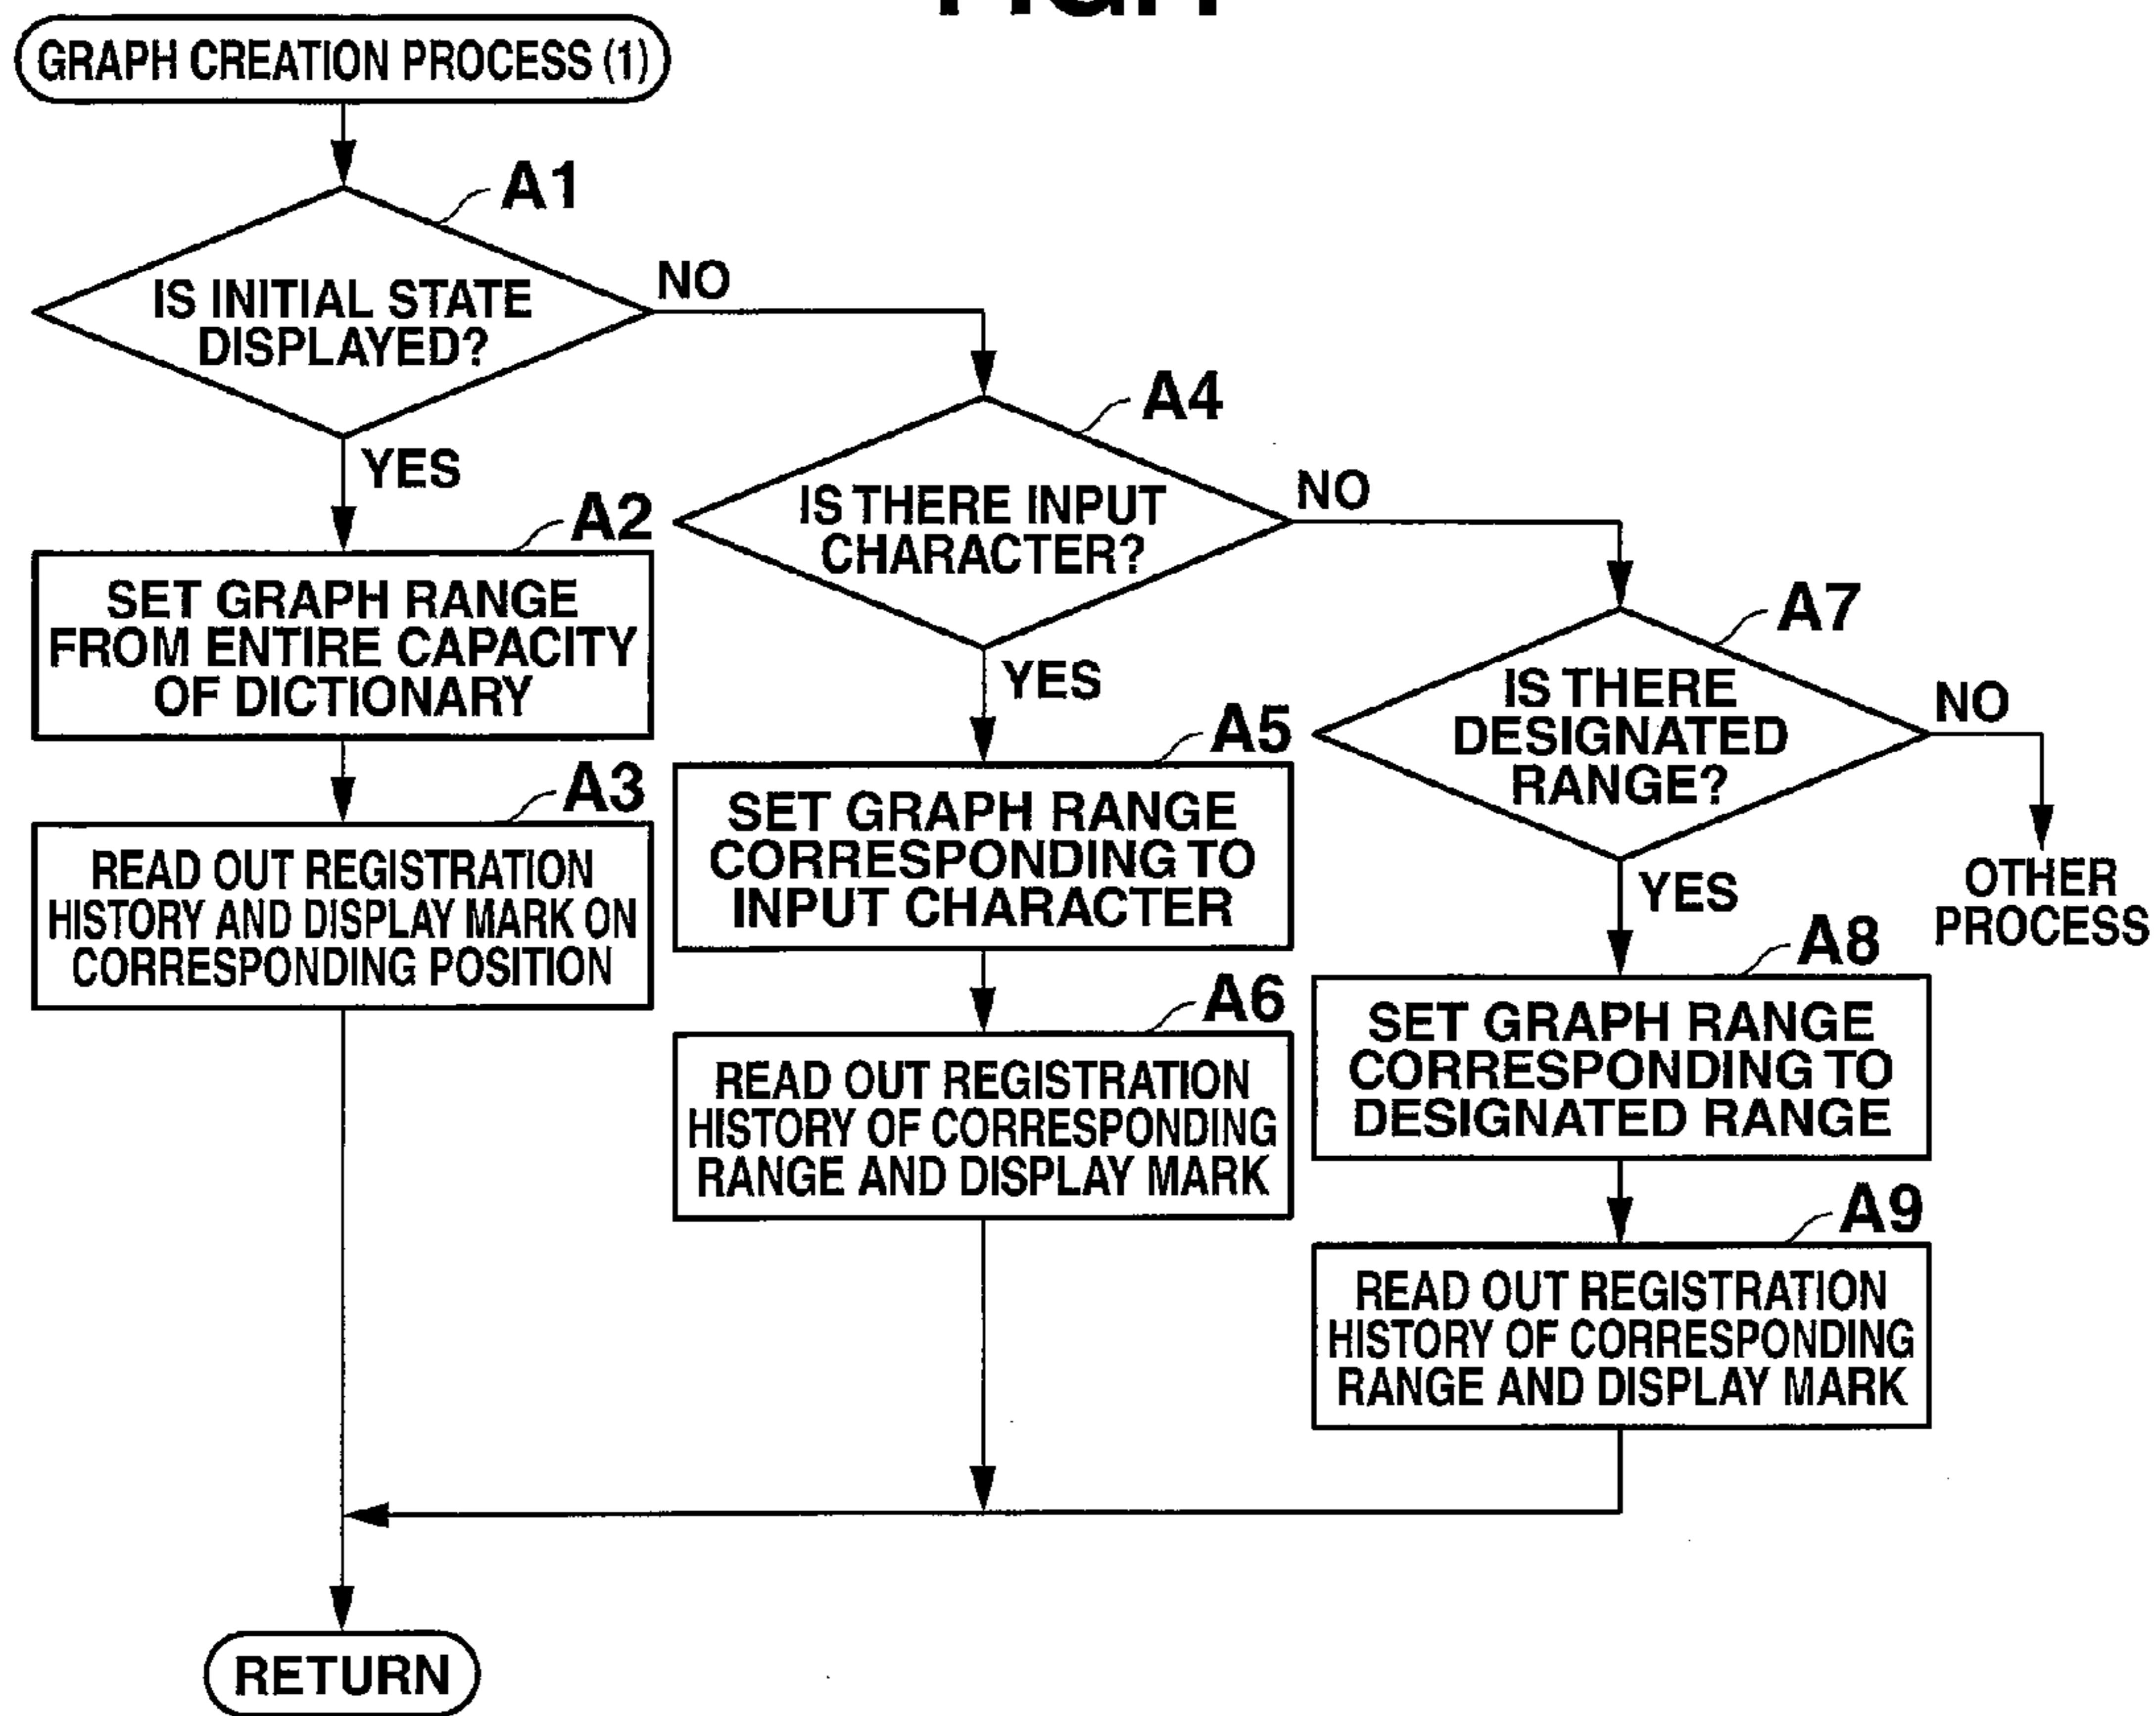 GRAPH CREATION PROCESS (1)
A1
IS INITIAL STATE
DISPLAYED?
NO
YES
A2
SET GRAPH RANGE
FROM ENTIRE CAPACITY
OF DICTIONARY
A3
READ OUT REGISTRATION
HISTORY AND DISPLAY MARK ON
CORRESPONDING POSITION
A4
IS THERE INPUT
CHARACTER?
NO
YES
A5
SET GRAPH RANGE
CORRESPONDING TO
INPUT CHARACTER
A6
READ OUT REGISTRATION
HISTORY OF CORRESPONDING
RANGE AND DISPLAY MARK
A7
IS THERE
DESIGNATED
RANGE?
NO
OTHER
PROCESS
YES
A8
SET GRAPH RANGE
CORRESPONDING TO
DESIGNATED RANGE
A9
READ OUT REGISTRATION
HISTORY OF CORRESPONDING
RANGE AND DISPLAY MARK
RETURN